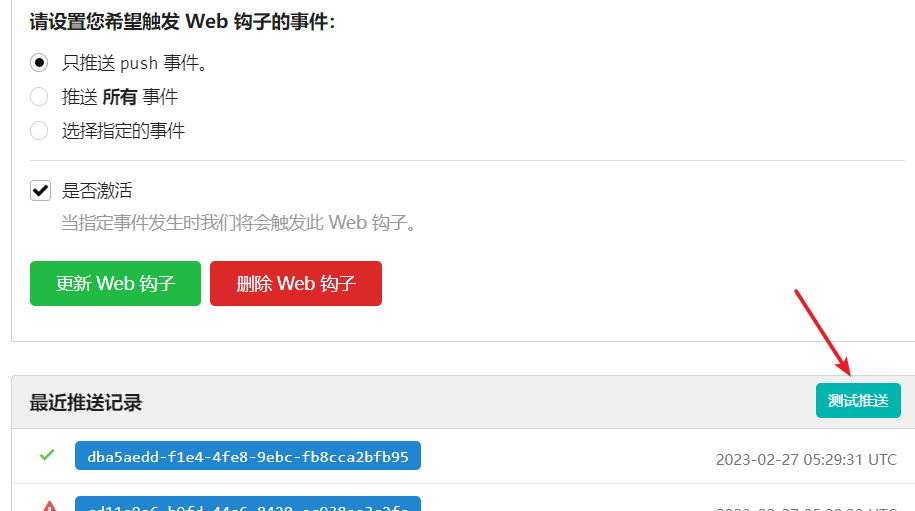 请设置您希望触发 Web 钩子的事件：
只推送 push 事件。
推送 所有 事件
选择指定的事件
是否激活
当指定事件发生时我们将会触发此 Web 钩子。
更新 Web 钩子 删除 Web 钩子
最近推送记录 测试推送
dba5aedd-f1e4-4fe8-9ebc-fb8cca2bfb95 2023-02-27 05:29:31 UTC